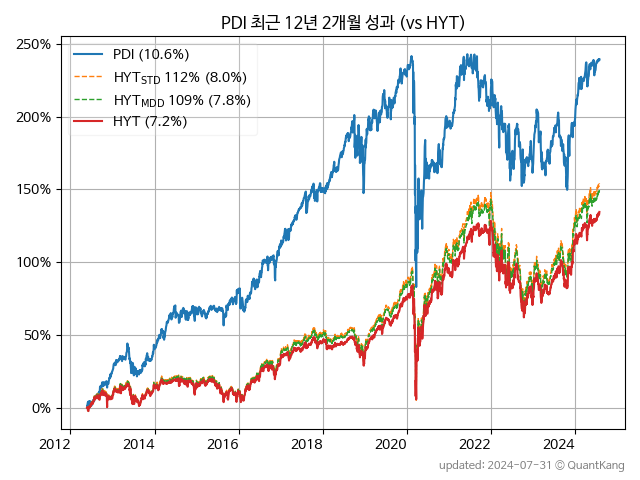 PDI 최근 12년 2개월 성과 (vs HYT)
250%
200%
150%
100%
50%
0%
PDI (10.6%)
HYT_STD 112% (8.0%)
HYT_MDD 109% (7.8%)
HYT (7.2%)
2012 2014 2016 2018 2020 2022 2024
updated: 2024-07-31 © QuantKang